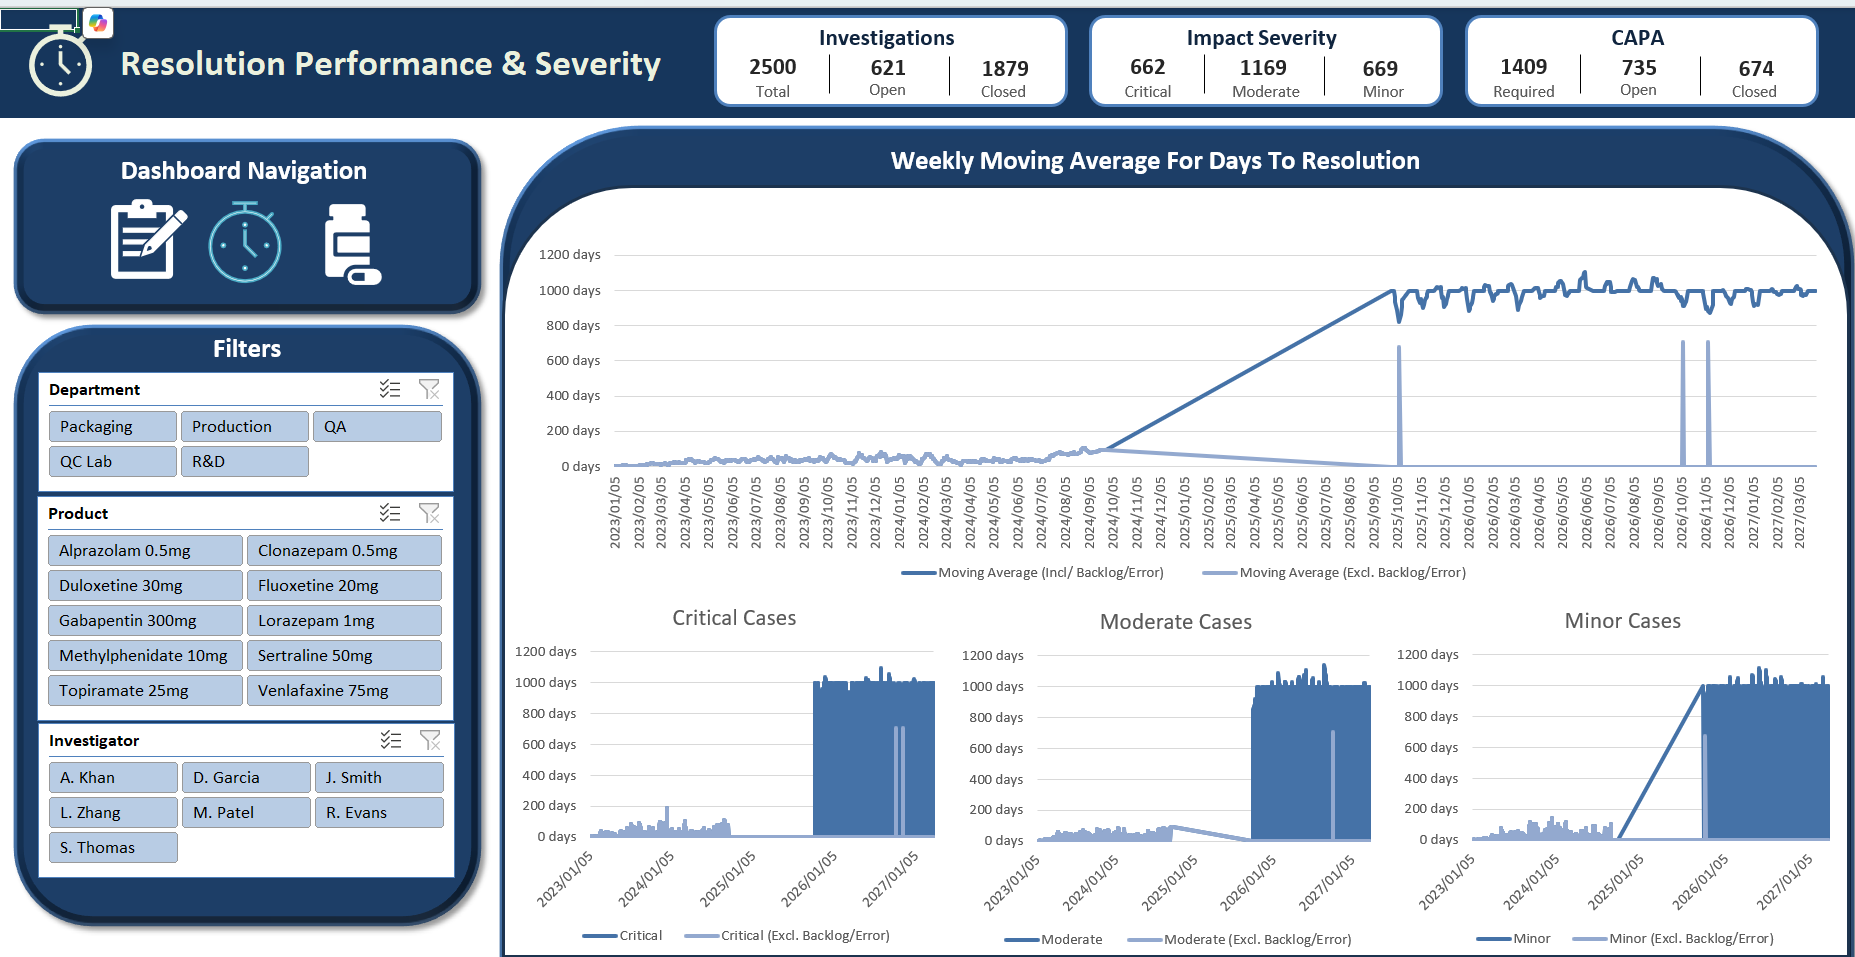 Resolution Performance & Severity
Investigations
2500 621 1879
Total Open Closed
Impact Severity
662 1169 669
Critical Moderate Minor
CAPA
1409 735 674
Required Open Closed
Dashboard Navigation
Filters
Department
Packaging Production QA
QC Lab R&D
Product
Alprazolam 0.5mg Clonazepam 0.5mg
Duloxetine 30mg Fluoxetine 20mg
Gabapentin 300mg Lorazepam 1mg
Methylphenidate 10mg Sertraline 50mg
Topiramate 25mg Venlafaxine 75mg
Investigator
A. Khan D. Garcia J. Smith
L. Zhang M. Patel R. Evans
S. Thomas
Weekly Moving Average For Days To Resolution
1200 days
1000 days
800 days
600 days
400 days
200 days
0 days
2023/01/05
2023/02/05
2023/03/05
2023/04/05
2023/05/05
2023/06/05
2023/07/05
2023/08/05
2023/09/05
2023/10/05
2023/11/05
2023/12/05
2024/01/05
2024/02/05
2024/03/05
2024/04/05
2024/05/05
2024/06/05
2024/07/05
2024/08/05
2024/09/05
2024/10/05
2024/11/05
2024/12/05
2025/01/05
2025/02/05
2025/03/05
2025/04/05
2025/05/05
2025/06/05
2025/07/05
2025/08/05
2025/09/05
2025/10/05
2025/11/05
2025/12/05
2026/01/05
2026/02/05
2026/03/05
2026/04/05
2026/05/05
2026/06/05
2026/07/05
2026/08/05
2026/09/05
2026/10/05
2026/11/05
2026/12/05
2027/01/05
2027/02/05
2027/03/05
Moving Average (Incl/ Backlog/Error) Moving Average (Excl. Backlog/Error)
Critical Cases
1200 days
1000 days
800 days
600 days
400 days
200 days
0 days
2023/01/05
2024/01/05
2025/01/05
2026/01/05
2027/01/05
Critical Critical (Excl. Backlog/Error)
Moderate Cases
1200 days
1000 days
800 days
600 days
400 days
200 days
0 days
2023/01/05
2024/01/05
2025/01/05
2026/01/05
2027/01/05
Moderate Moderate (Excl. Backlog/Error)
Minor Cases
1200 days
1000 days
800 days
600 days
400 days
200 days
0 days
2023/01/05
2024/01/05
2025/01/05
2026/01/05
2027/01/05
Minor Minor (Excl. Backlog/Error)